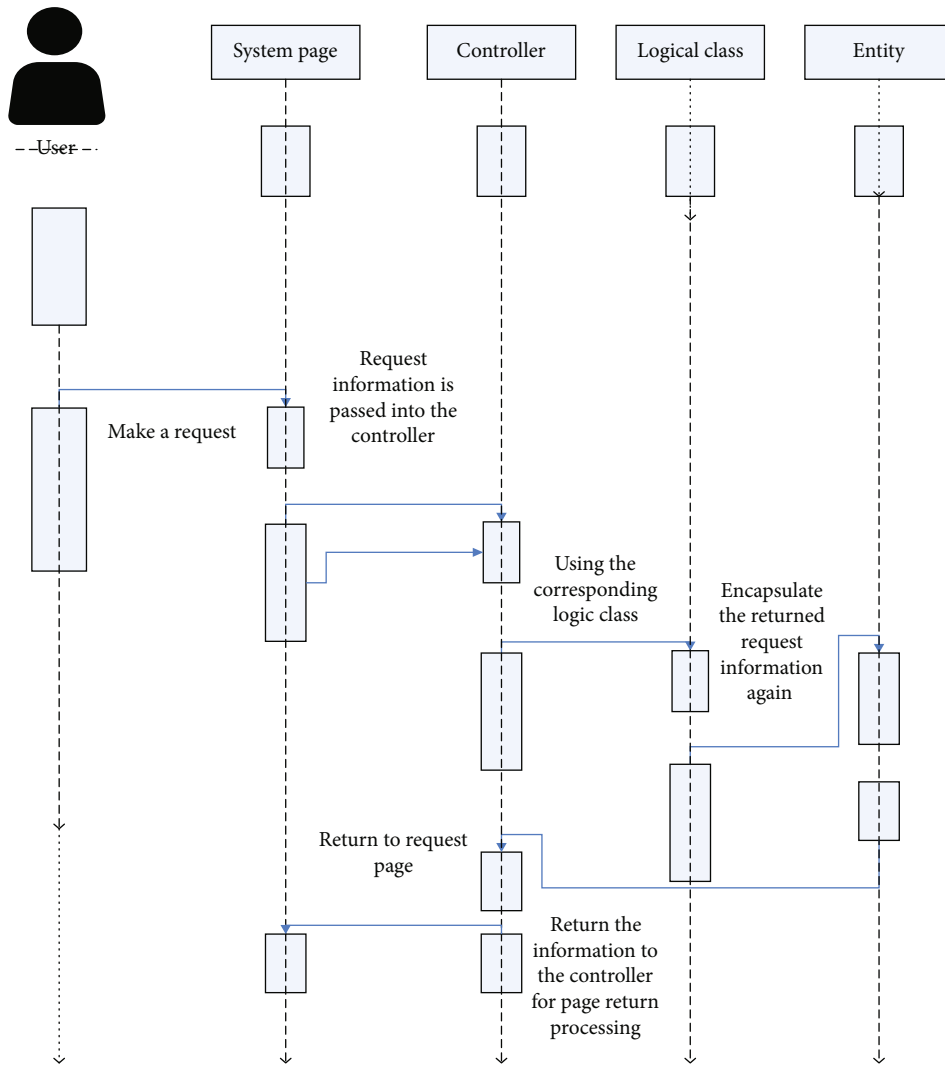 System page
Controller
Logical class
Entity
User
Request
information is
passed into the
controller
Make a request
Using the
corresponding
logic class
Encapsulate
the returned
request
information
again
Return to request
page
Return the
information to
the controller
for page return
processing